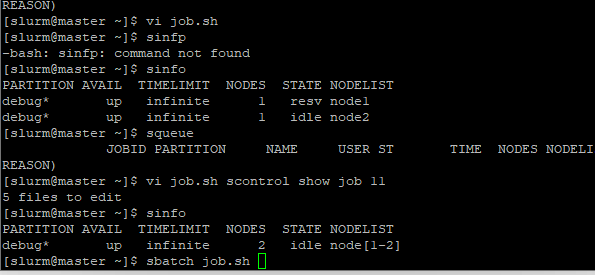 REASON)
[slurm@master ~]$ vi job.sh
[slurm@master ~]$ sinfp
-bash: sinfp: command not found
[slurm@master ~]$ sinfo
PARTITION AVAIL  TIMELIMIT  NODES  STATE NODELIST
debug*       up   infinite      1   resv node1
debug*       up   infinite      1   idle node2
[slurm@master ~]$ squeue
             JOBID PARTITION     NAME     USER ST       TIME  NODES NODELI
REASON)
[slurm@master ~]$ vi job.sh scontrol show job 11
5 files to edit
[slurm@master ~]$ sinfo
PARTITION AVAIL  TIMELIMIT  NODES  STATE NODELIST
debug*       up   infinite      2   idle node[1-2]
[slurm@master ~]$ sbatch job.sh